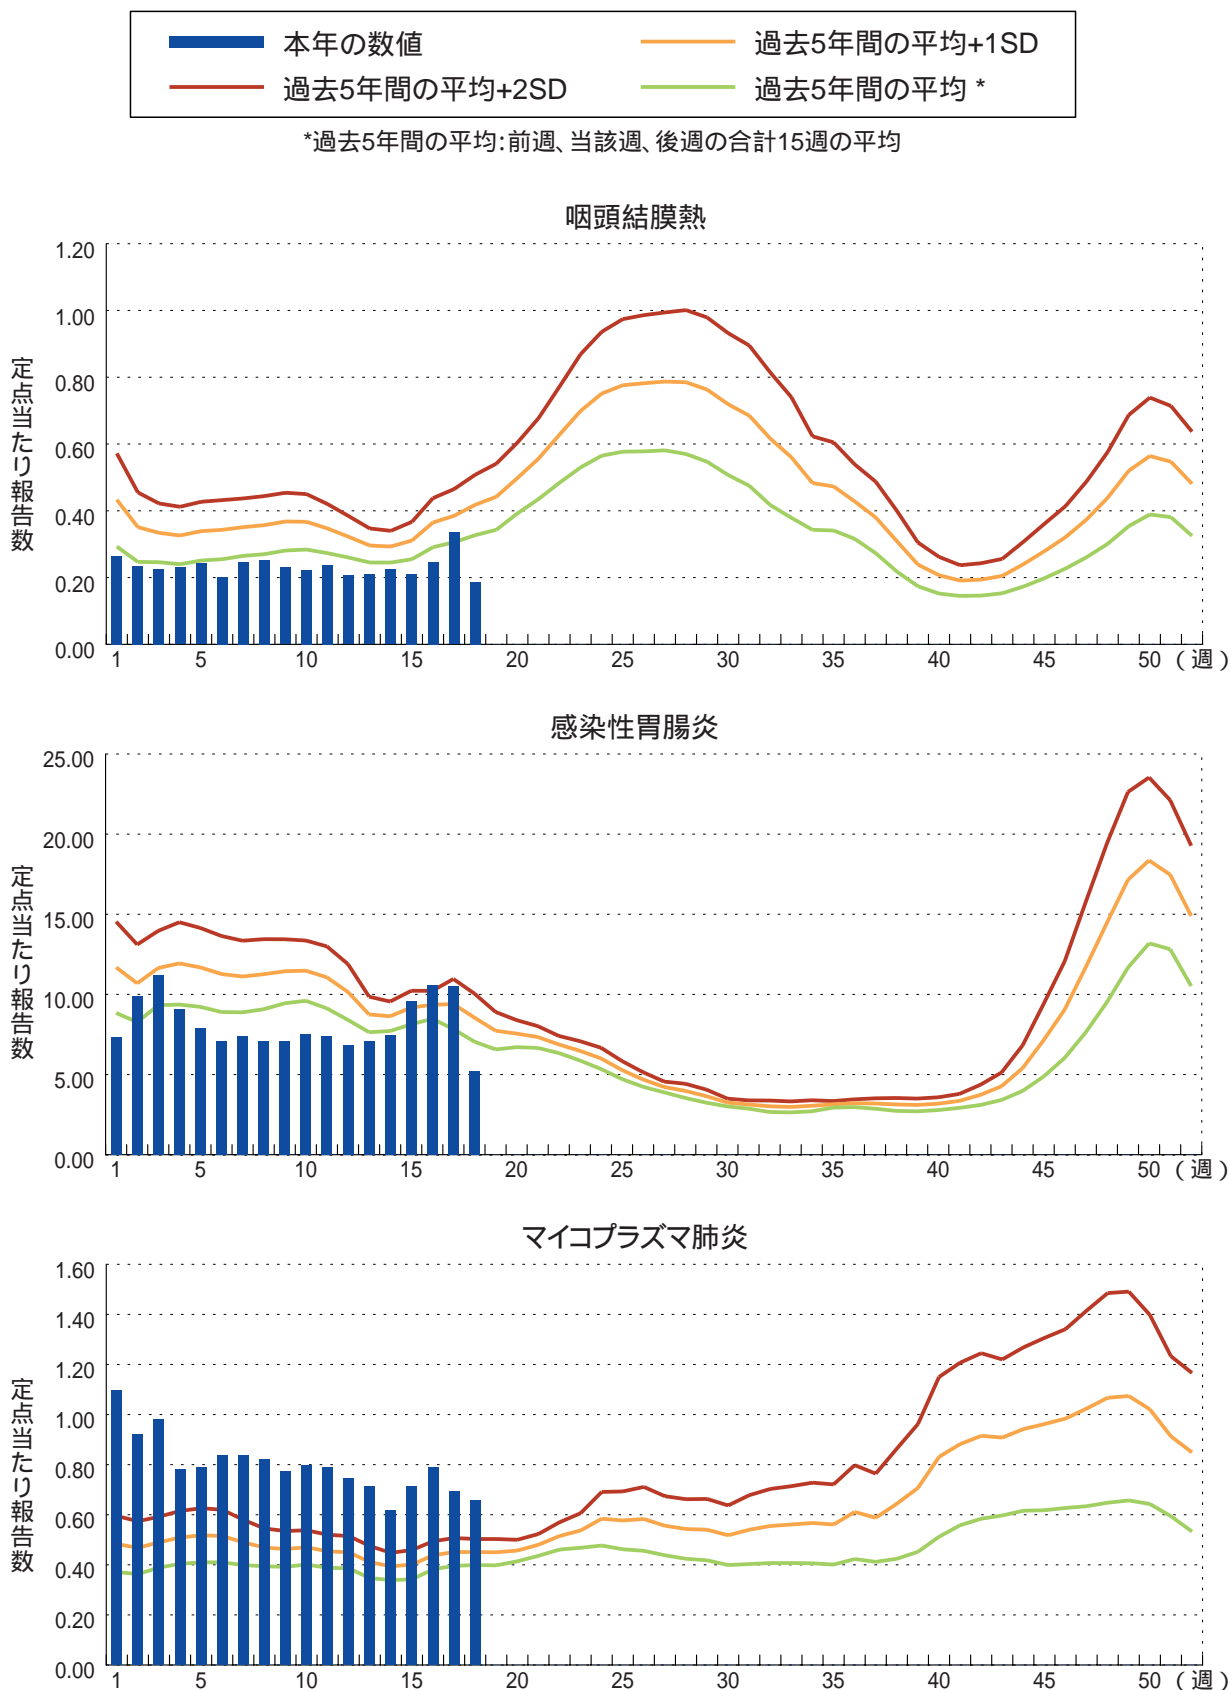 本年の数値
過去5年間の平均+1SD
過去5年間の平均+2SD
過去5年間の平均 *
*過去5年間の平均:前週、当該週、後週の合計15週の平均
咽頭結膜熱
定点当たり報告数
1.20
1.00
0.80
0.60
0.40
0.20
0.00
1 5 10 15 20 25 30 35 40 45 50 (週)
感染性胃腸炎
定点当たり報告数
25.00
20.00
15.00
10.00
5.00
0.00
1 5 10 15 20 25 30 35 40 45 50 (週)
マイコプラズマ肺炎
定点当たり報告数
1.60
1.40
1.20
1.00
0.80
0.60
0.40
0.20
0.00
1 5 10 15 20 25 30 35 40 45 50 (週)